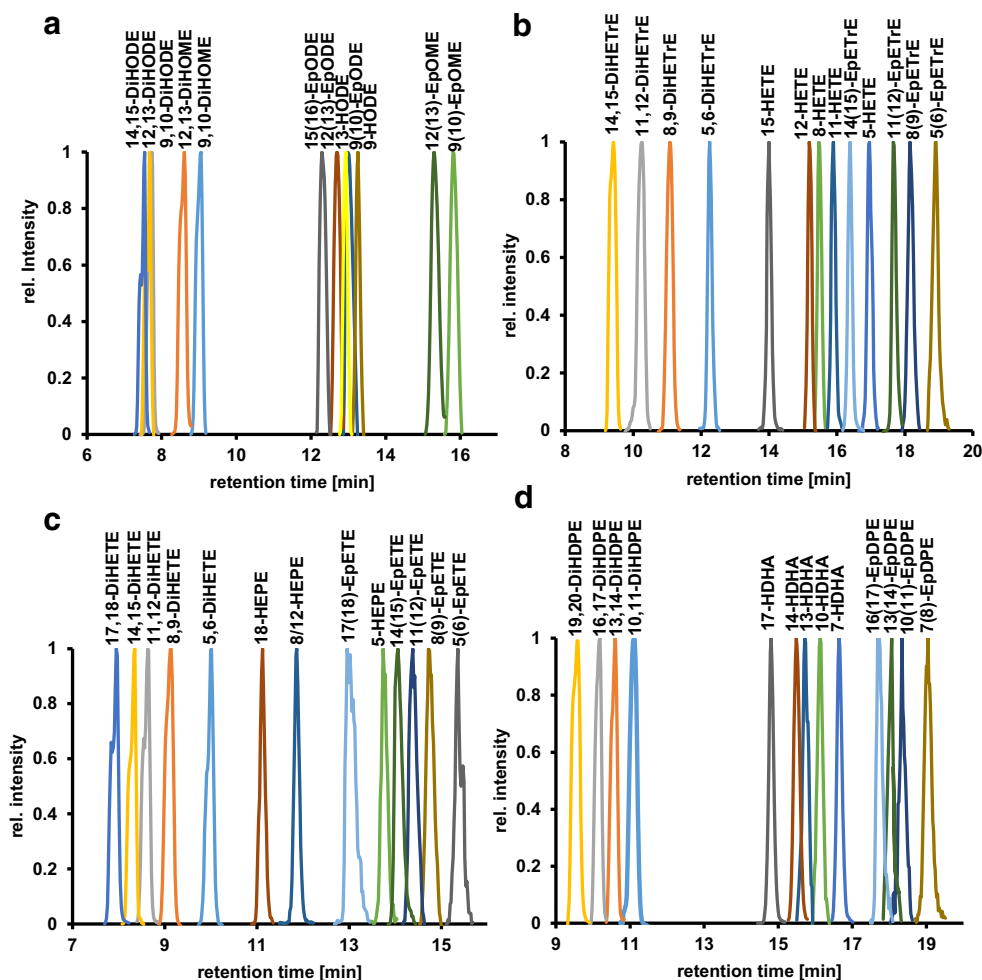 a
14,15-DiHODE
12,13-DiHODE
9,10-DiHODE
12,13-DiHOME
9,10-DiHOME
15(16)-EpODE
12(13)-EpODE
13-HODE
9(10)-EpODE
9-HODE
12(13)-EpOME
9(10)-EpOME
rel. Intensity
1
0.8
0.6
0.4
0.2
0
6 8 10 12 14 16
retention time [min]
b
14,15-DiHETrE
11,12-DiHETrE
8,9-DiHETrE
5,6-DiHETrE
15-HETE
12-HETE
8-HETE
11-HETE
14(15)-EpETrE
5-HETE
11(12)-EpETrE
8(9)-EpETrE
5(6)-EpETrE
rel. intensity
1
0.8
0.6
0.4
0.2
0
8 10 12 14 16 18 20
retention time [min]
c
17,18-DiHETE
14,15-DiHETE
11,12-DiHETE
8,9-DiHETE
5,6-DiHETE
18-HEPE
8/12-HEPE
17(18)-EpETE
5-HEPE
14(15)-EpETE
11(12)-EpETE
8(9)-EpETE
5(6)-EpETE
rel. intensity
1
0.8
0.6
0.4
0.2
0
7 9 11 13 15
retention time [min]
d
19,20-DiHDPE
16,17-DiHDPE
13,14-DiHDPE
10,11-DiHDPE
17-HDHA
14-HDHA
13-HDHA
10-HDHA
7-HDHA
16(17)-EpDPE
13(14)-EpDPE
10(11)-EpDPE
7(8)-EpDPE
rel. intensity
1
0.8
0.6
0.4
0.2
0
9 11 13 15 17 19
retention time [min]